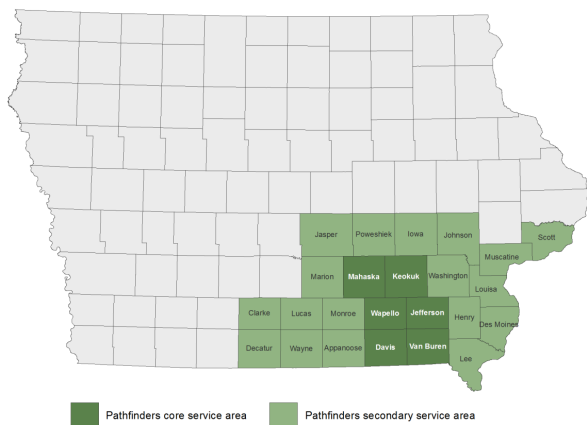 Jasper Poweshiek Iowa Johnson Scott
Muscatine
Marion Mahaska Keokuk Washington
Louisa
Clarke Lucas Monroe Wapello Jefferson Henry
Des Moines
Decatur Wayne Appanoose Davis Van Buren
Lee
Pathfinders core service area Pathfinders secondary service area